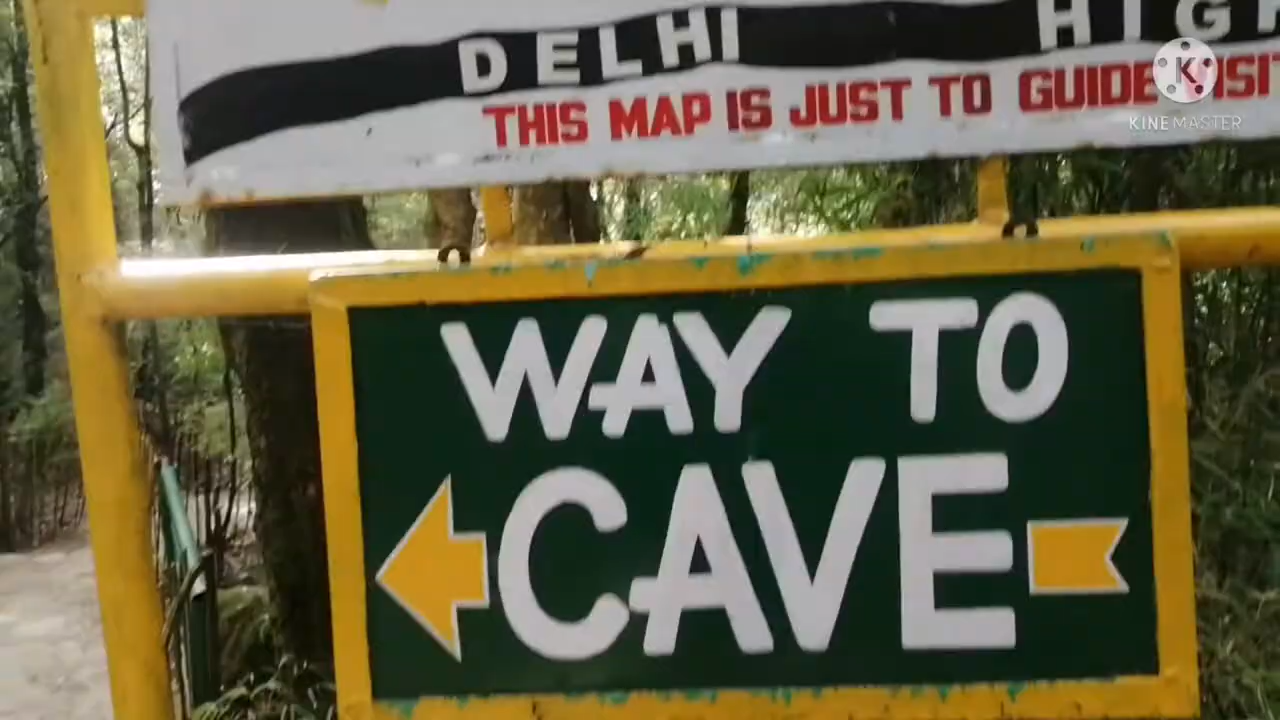 DELHI
THIS MAP IS JUST TO GUIDE
KINEMASTER
WAY TO
CAVE